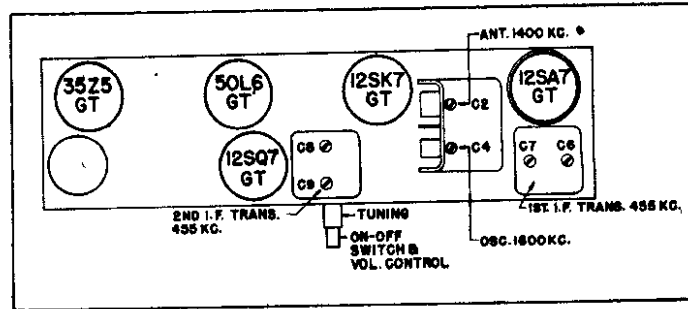 ANT. 1400 KC.
35Z5
GT
50L6
GT
12SK7
GT
12SA7
GT
C2
C4
12SQ7
GT
C8
C9
C7 C6
2ND I.F. TRANS.
455 KC.
TUNING
ON-OFF
SWITCH &
VOL. CONTROL
1ST. I.F. TRANS. 455 KC.
OSC. 1600 KC.